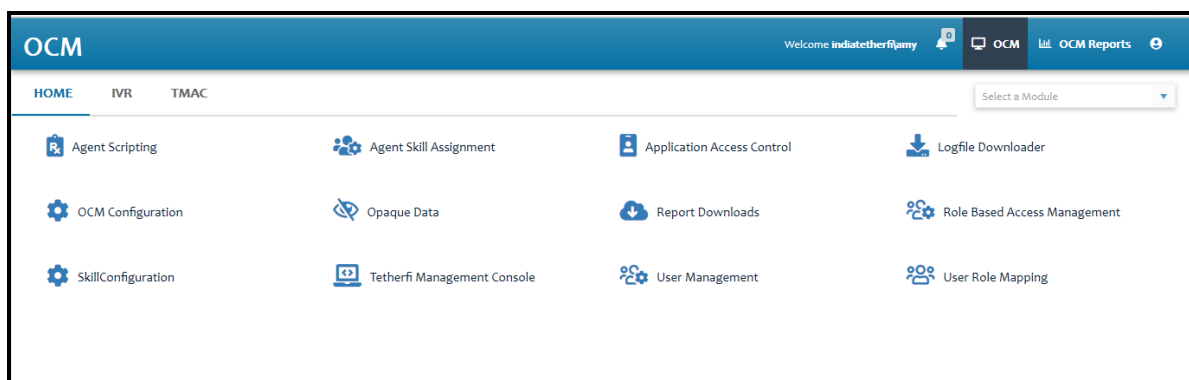 OCM
Welcome indiatetherfi\amy
0
OCM
OCM Reports
HOME
IVR
TMAC
Select a Module
Agent Scripting
Agent Skill Assignment
Application Access Control
Logfile Downloader
OCM Configuration
Opaque Data
Report Downloads
Role Based Access Management
SkillConfiguration
Tetherfi Management Console
User Management
User Role Mapping